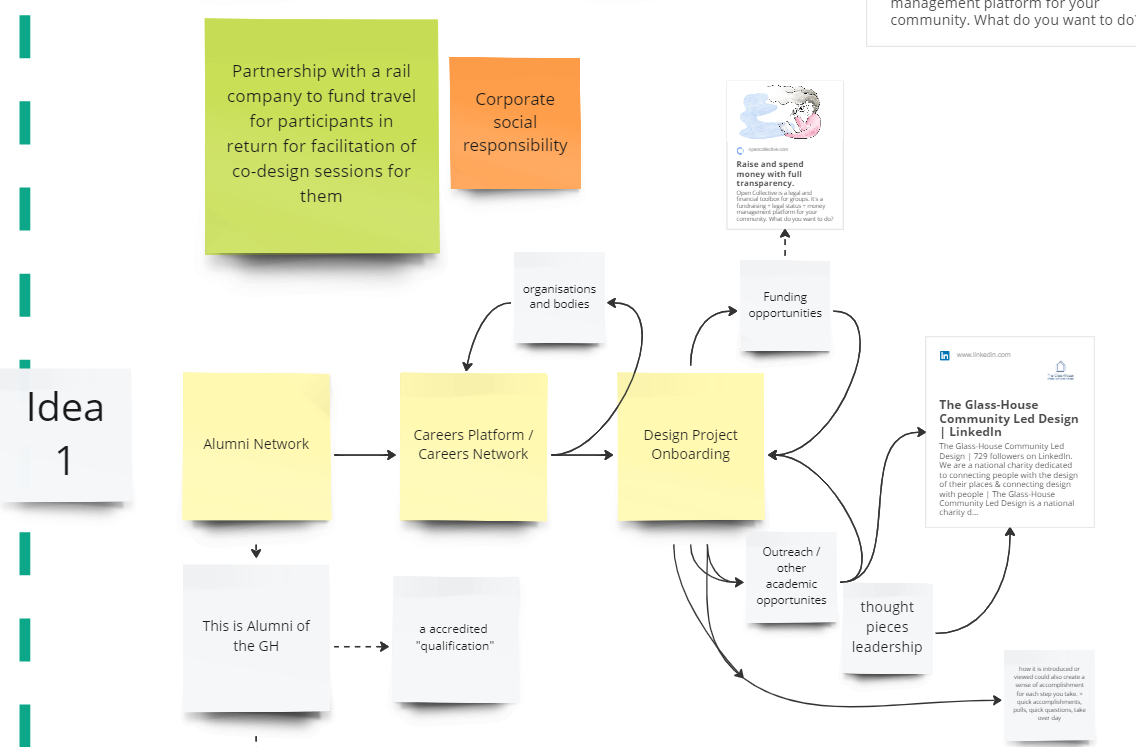 management platform for your
community. What do you want to do?
Partnership with a rail
company to fund travel
for participants in
return for facilitation of
co-design sessions for
them
Corporate
social
responsibility
opencollective.com
Raise and spend
money with full
transparency.
Open Collective is a legal and
financial toolbox for groups. It's a
fundraising + legal status + money
management platform for your
community. What do you want to do?
organisations
and bodies
Funding
opportunities
Idea
1
Alumni Network
Careers Platform /
Careers Network
Design Project
Onboarding
www.linkedin.com
The Glass-House
Community Led Design
| LinkedIn
The Glass-House Community Led
Design | 729 followers on LinkedIn.
We are a national charity dedicated
to connecting people with the design
of their places & connecting design
with people | The Glass-House
Community Led Design is a national
charity d...
This is Alumni of
the GH
a accredited
"qualification"
Outreach /
other
academic
opportunites
thought
pieces
leadership
how it is introduced or
viewed could also create a
sense of accomplishment
for each step you take. +
quick accomplishments,
polls, quick questions, take
over day